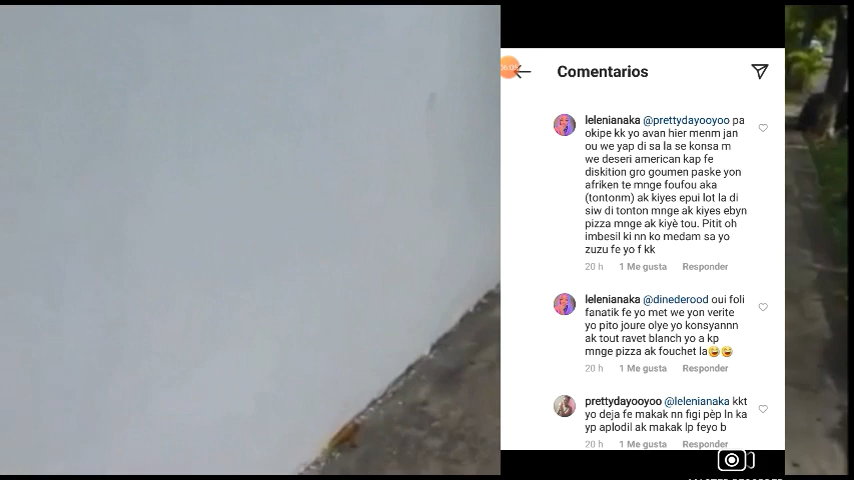 Comentarios
lelenianaka @prettydayooyoo pa
okipe kk yo avan hier menm jan
ou we yap di sa la se konsa m
we deseri american kap fe
diskition gro goumen paske yon
afriken te mnge foufou aka
(tontonm) ak kiyes epui lot la di
siw di tonton mnge ak kiyes ebyn
pizza mnge ak kiyè tou. Pitit oh
imbesil ki nn ko medam sa yo
zuzu fe yo f kk
20 h 1 Me gusta Responder
lelenianaka @dinederood oui foli
fanatik fe yo met we yon verite
yo pito joure olye yo konsyannn
ak tout ravet blanch yo a kp
mnge pizza ak fouchet la😂😂
20 h 1 Me gusta Responder
prettydayooyoo @lelenianaka kkt
yo deja fe makak nn figi pèp ln ka
yp aplodil ak makak lp feyo b
20 h 1 Me gusta Responder